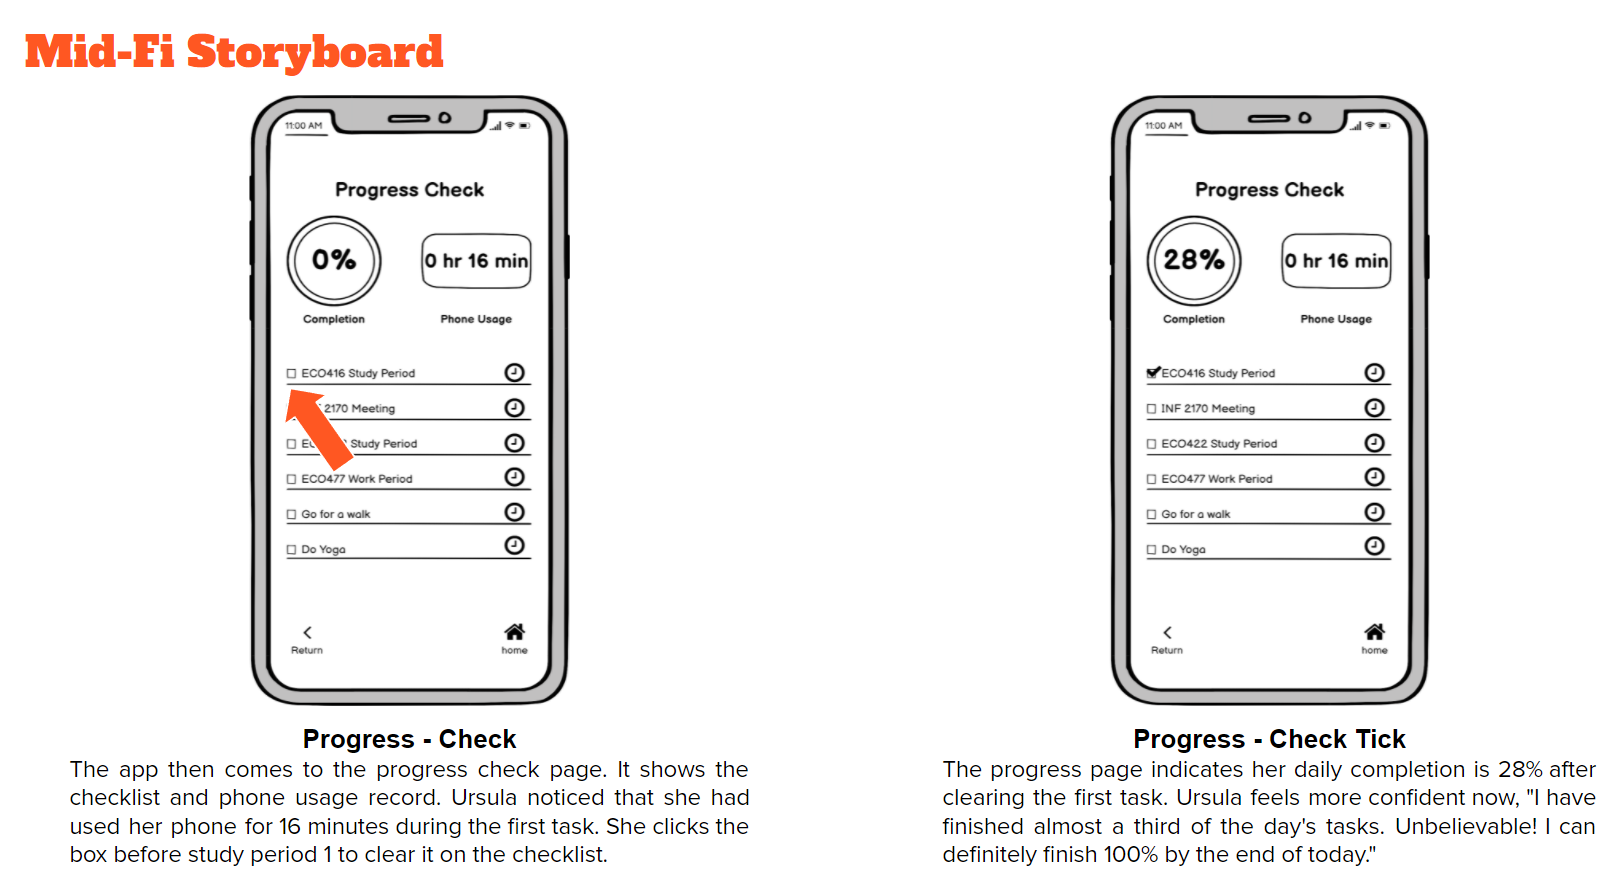 Mid-Fi Storyboard
11:00 AM
Progress Check
0%
0 hr 16 min
Completion
Phone Usage
ECO416 Study Period
2170 Meeting
Study Period
ECO477 Work Period
Go for a walk
Do Yoga
Return
home
Progress - Check
The app then comes to the progress check page. It shows the
checklist and phone usage record. Ursula noticed that she had
used her phone for 16 minutes during the first task. She clicks the
box before study period 1 to clear it on the checklist.
11:00 AM
Progress Check
28%
0 hr 16 min
Completion
Phone Usage
ECO416 Study Period
INF 2170 Meeting
ECO422 Study Period
ECO477 Work Period
Go for a walk
Do Yoga
Return
home
Progress - Check Tick
The progress page indicates her daily completion is 28% after
clearing the first task. Ursula feels more confident now, "I have
finished almost a third of the day's tasks. Unbelievable! I can
definitely finish 100% by the end of today."